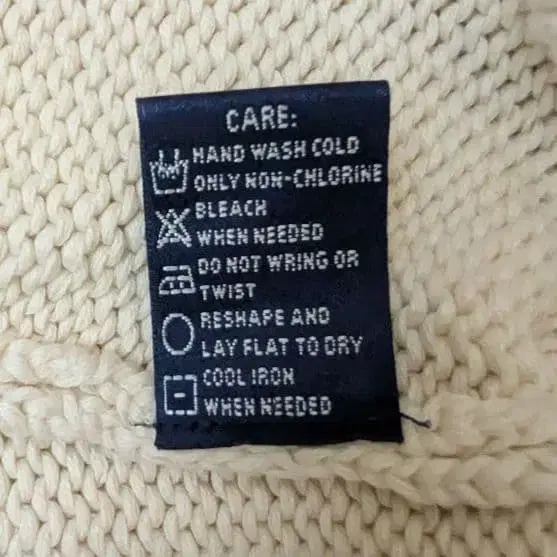 CARE:
HAND WASH COLD
ONLY NON-CHLORINE
BLEACH
WHEN NEEDED
DO NOT WRING OR
TWIST
RESHAPE AND
LAY FLAT TO DRY
COOL IRON
WHEN NEEDED